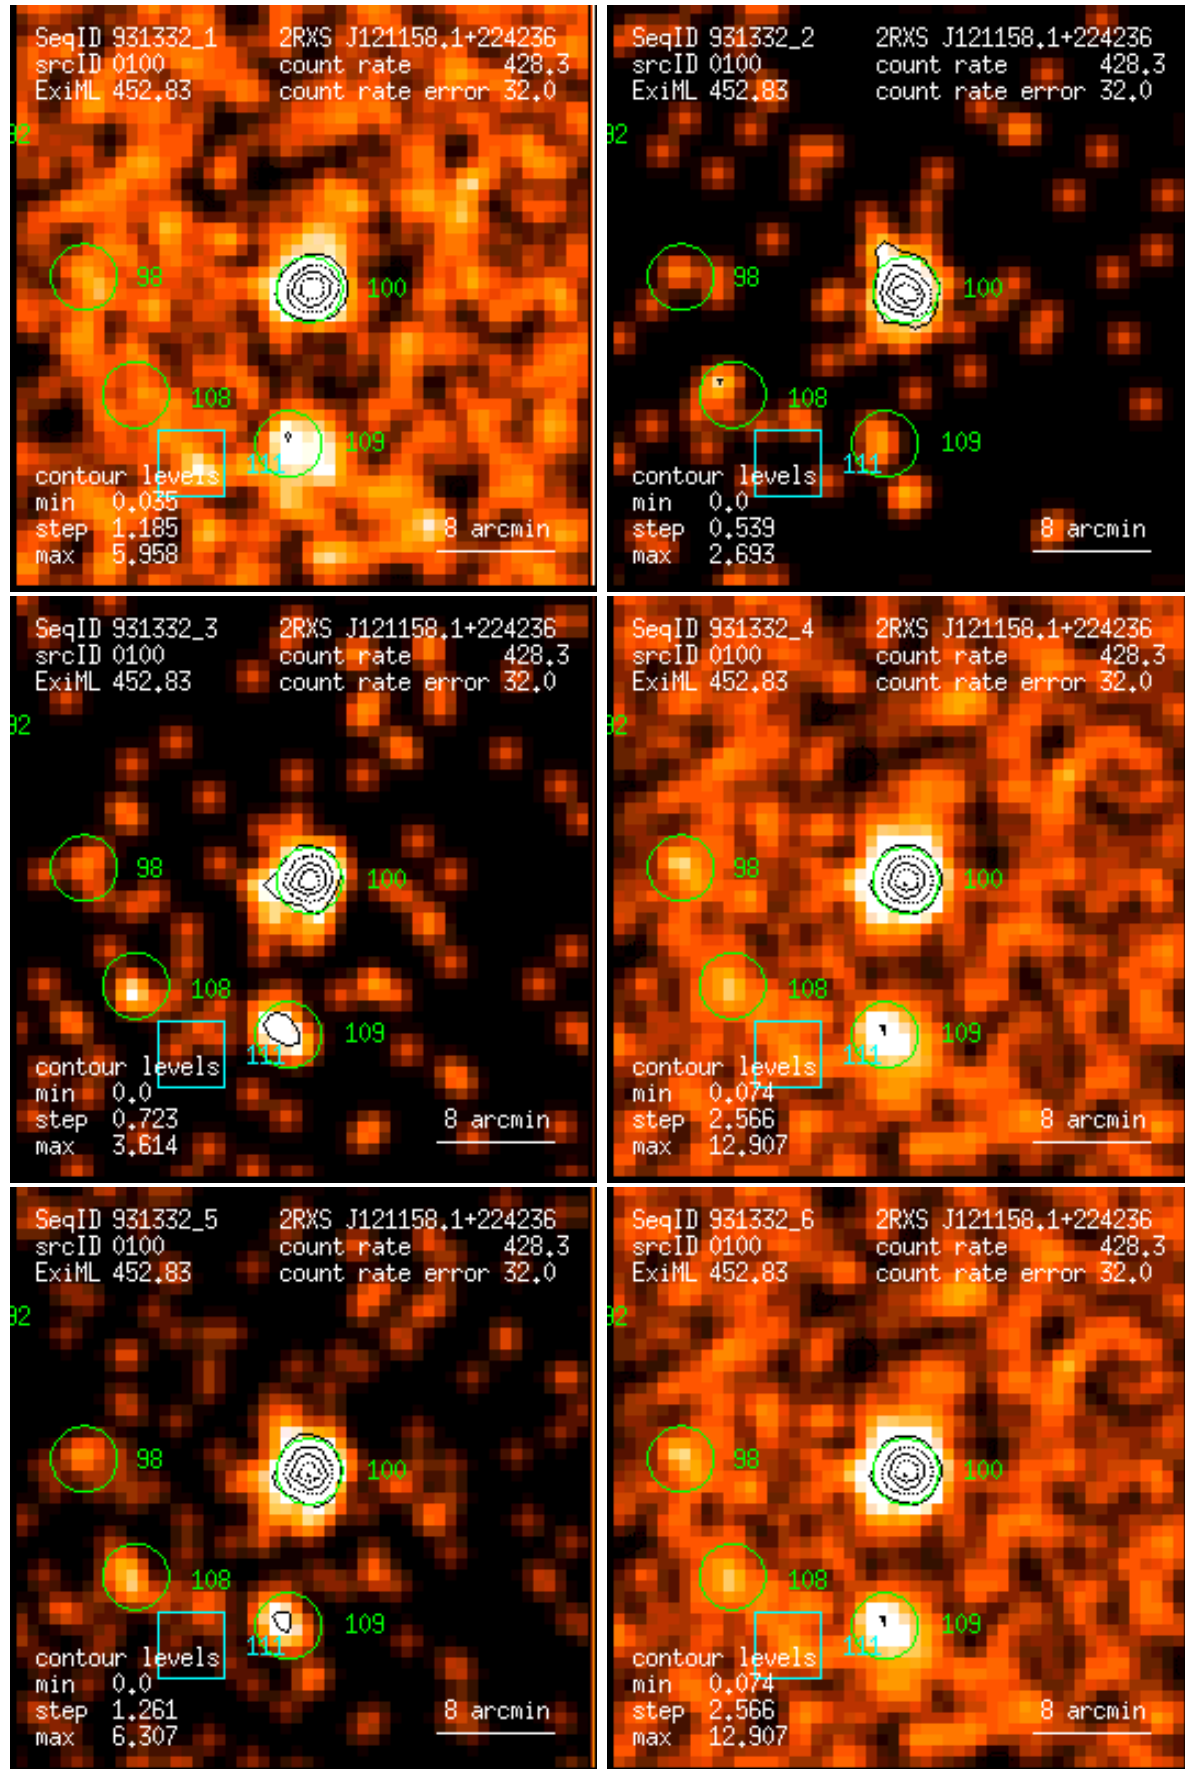 SeqID 931332_1 2RXS J121158.1+224236
srcID 0100 count rate 428.3
ExiML 452.83 count rate error 32.0
92
98
100
108
109
111
contour levels
min 0.035
step 1.185 8 arcmin
max 5.958
SeqID 931332_2 2RXS J121158.1+224236
srcID 0100 count rate 428.3
ExiML 452.83 count rate error 32.0
92
98
100
108
109
111
contour levels
min 0.0
step 0.539 8 arcmin
max 2.693
SeqID 931332_3 2RXS J121158.1+224236
srcID 0100 count rate 428.3
ExiML 452.83 count rate error 32.0
92
98
100
108
109
111
contour levels
min 0.0
step 0.723 8 arcmin
max 3.614
SeqID 931332_4 2RXS J121158.1+224236
srcID 0100 count rate 428.3
ExiML 452.83 count rate error 32.0
92
98
100
108
109
111
contour levels
min 0.074
step 2.566 8 arcmin
max 12.907
SeqID 931332_5 2RXS J121158.1+224236
srcID 0100 count rate 428.3
ExiML 452.83 count rate error 32.0
92
98
100
108
109
111
contour levels
min 0.0
step 1.261 8 arcmin
max 6.307
SeqID 931332_6 2RXS J121158.1+224236
srcID 0100 count rate 428.3
ExiML 452.83 count rate error 32.0
92
98
100
108
109
111
contour levels
min 0.074
step 2.566 8 arcmin
max 12.907